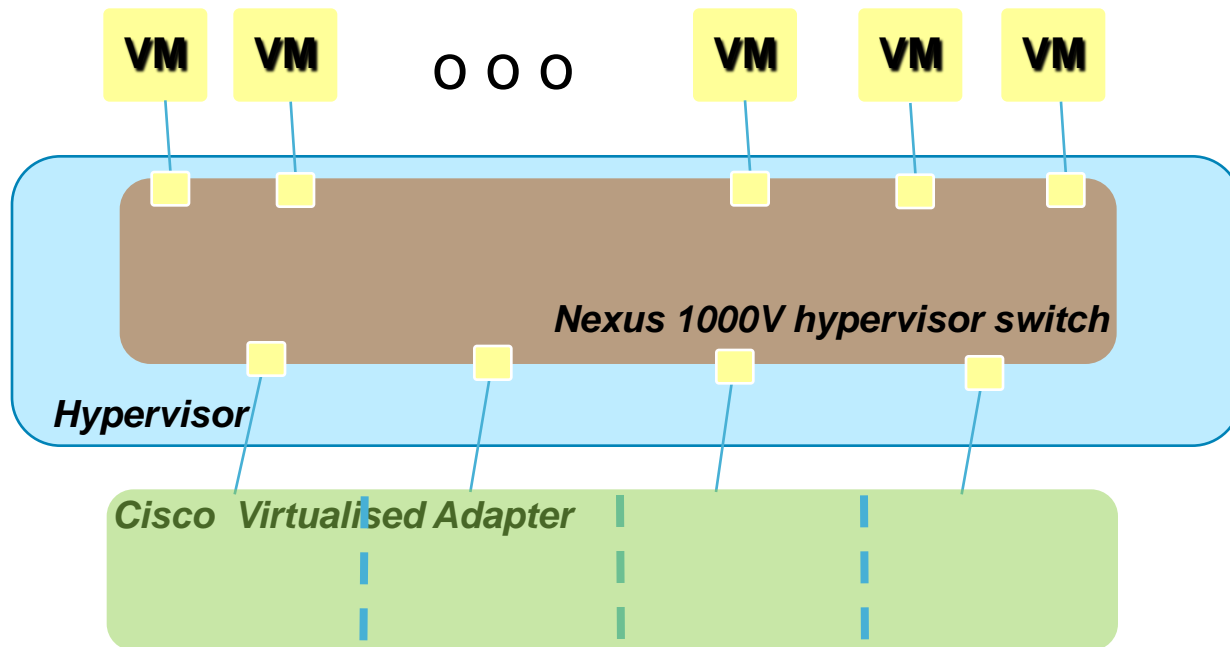 VM VM o o o VM VM VM
Nexus 1000V hypervisor switch
Hypervisor
Cisco Virtualised Adapter